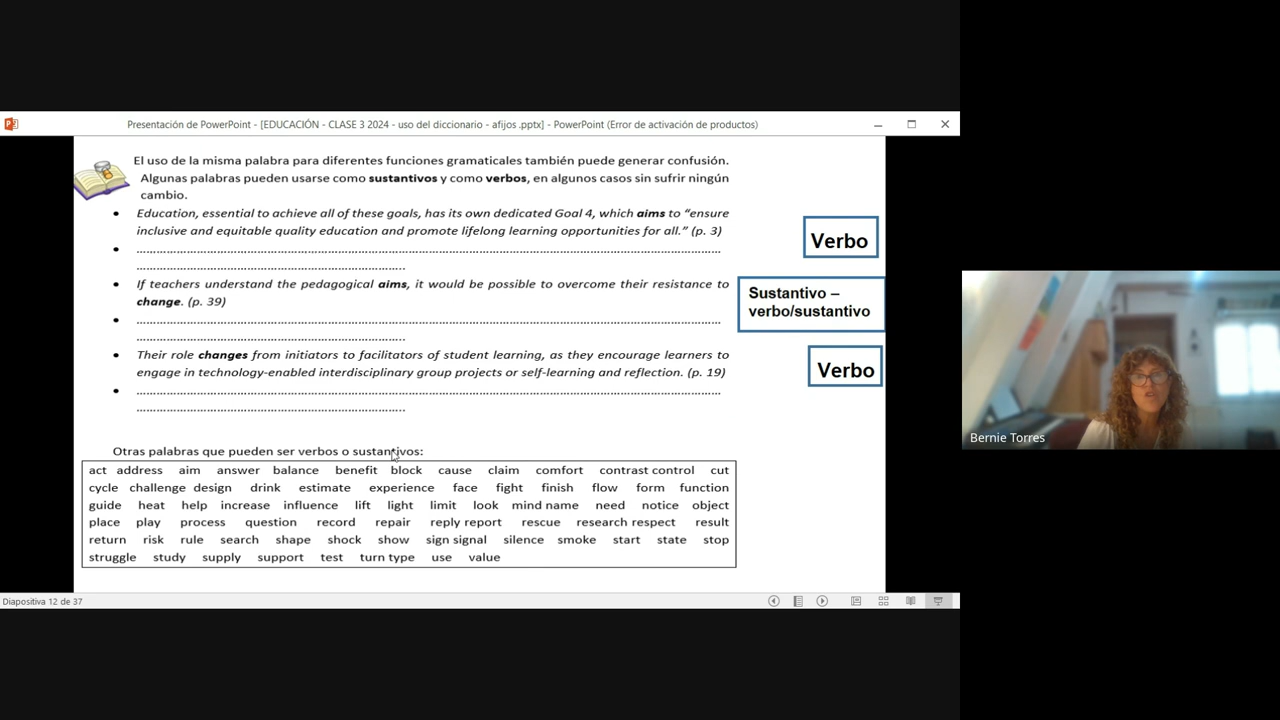 Presentación de PowerPoint - [EDUCACIÓN - CLASE 3 2024 - uso del diccionario - afijos .pptx] - PowerPoint (Error de activación de productos)
El uso de la misma palabra para diferentes funciones gramaticales también puede generar confusión.
Algunas palabras pueden usarse como sustantivos y como verbos, en algunos casos sin sufrir ningún
cambio.
• Education, essential to achieve all of these goals, has its own dedicated Goal 4, which aims to “ensure
inclusive and equitable quality education and promote lifelong learning opportunities for all.” (p. 3)
Verbo
• If teachers understand the pedagogical aims, it would be possible to overcome their resistance to
change. (p. 39)
Sustantivo –
verbo/sustantivo
• Their role changes from initiators to facilitators of student learning, as they encourage learners to
engage in technology-enabled interdisciplinary group projects or self-learning and reflection. (p. 19)
Verbo
Otras palabras que pueden ser verbos o sustantivos:
act address aim answer balance benefit block cause claim comfort contrast control cut
cycle challenge design drink estimate experience face fight finish flow form function
guide heat help increase influence lift light limit look mind name need notice object
place play process question record repair reply report rescue research respect result
return risk rule search shape shock show sign signal silence smoke start state stop
struggle study supply support test turn type use value
Diapositiva 12 de 37
Bernie Torres